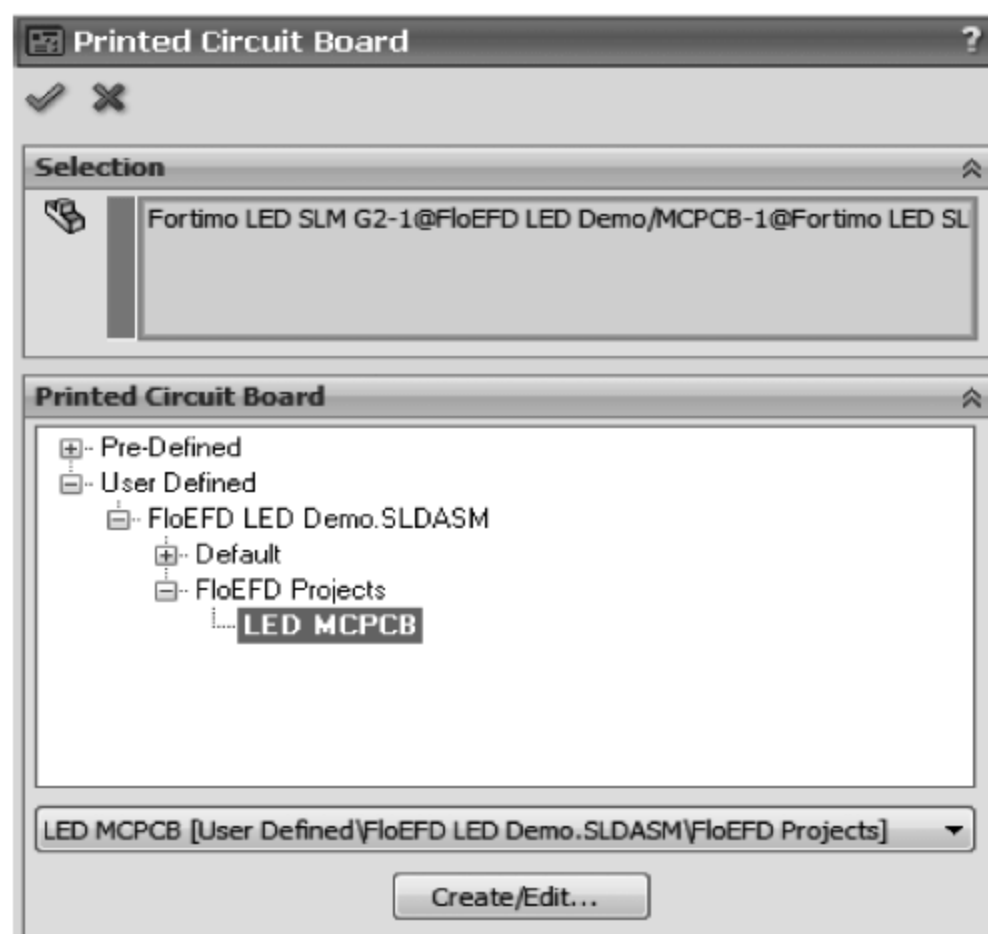 Printed Circuit Board ?
Selection
Fortimo LED SLM G2-1@FloEFD LED Demo/MCPCB-1@Fortimo LED SL
Printed Circuit Board
Pre-Defined
User Defined
FloEFD LED Demo.SLDASM
Default
FloEFD Projects
LED MCPCB
LED MCPCB [User Defined\FloEFD LED Demo.SLDASM\FloEFD Projects]
Create/Edit...